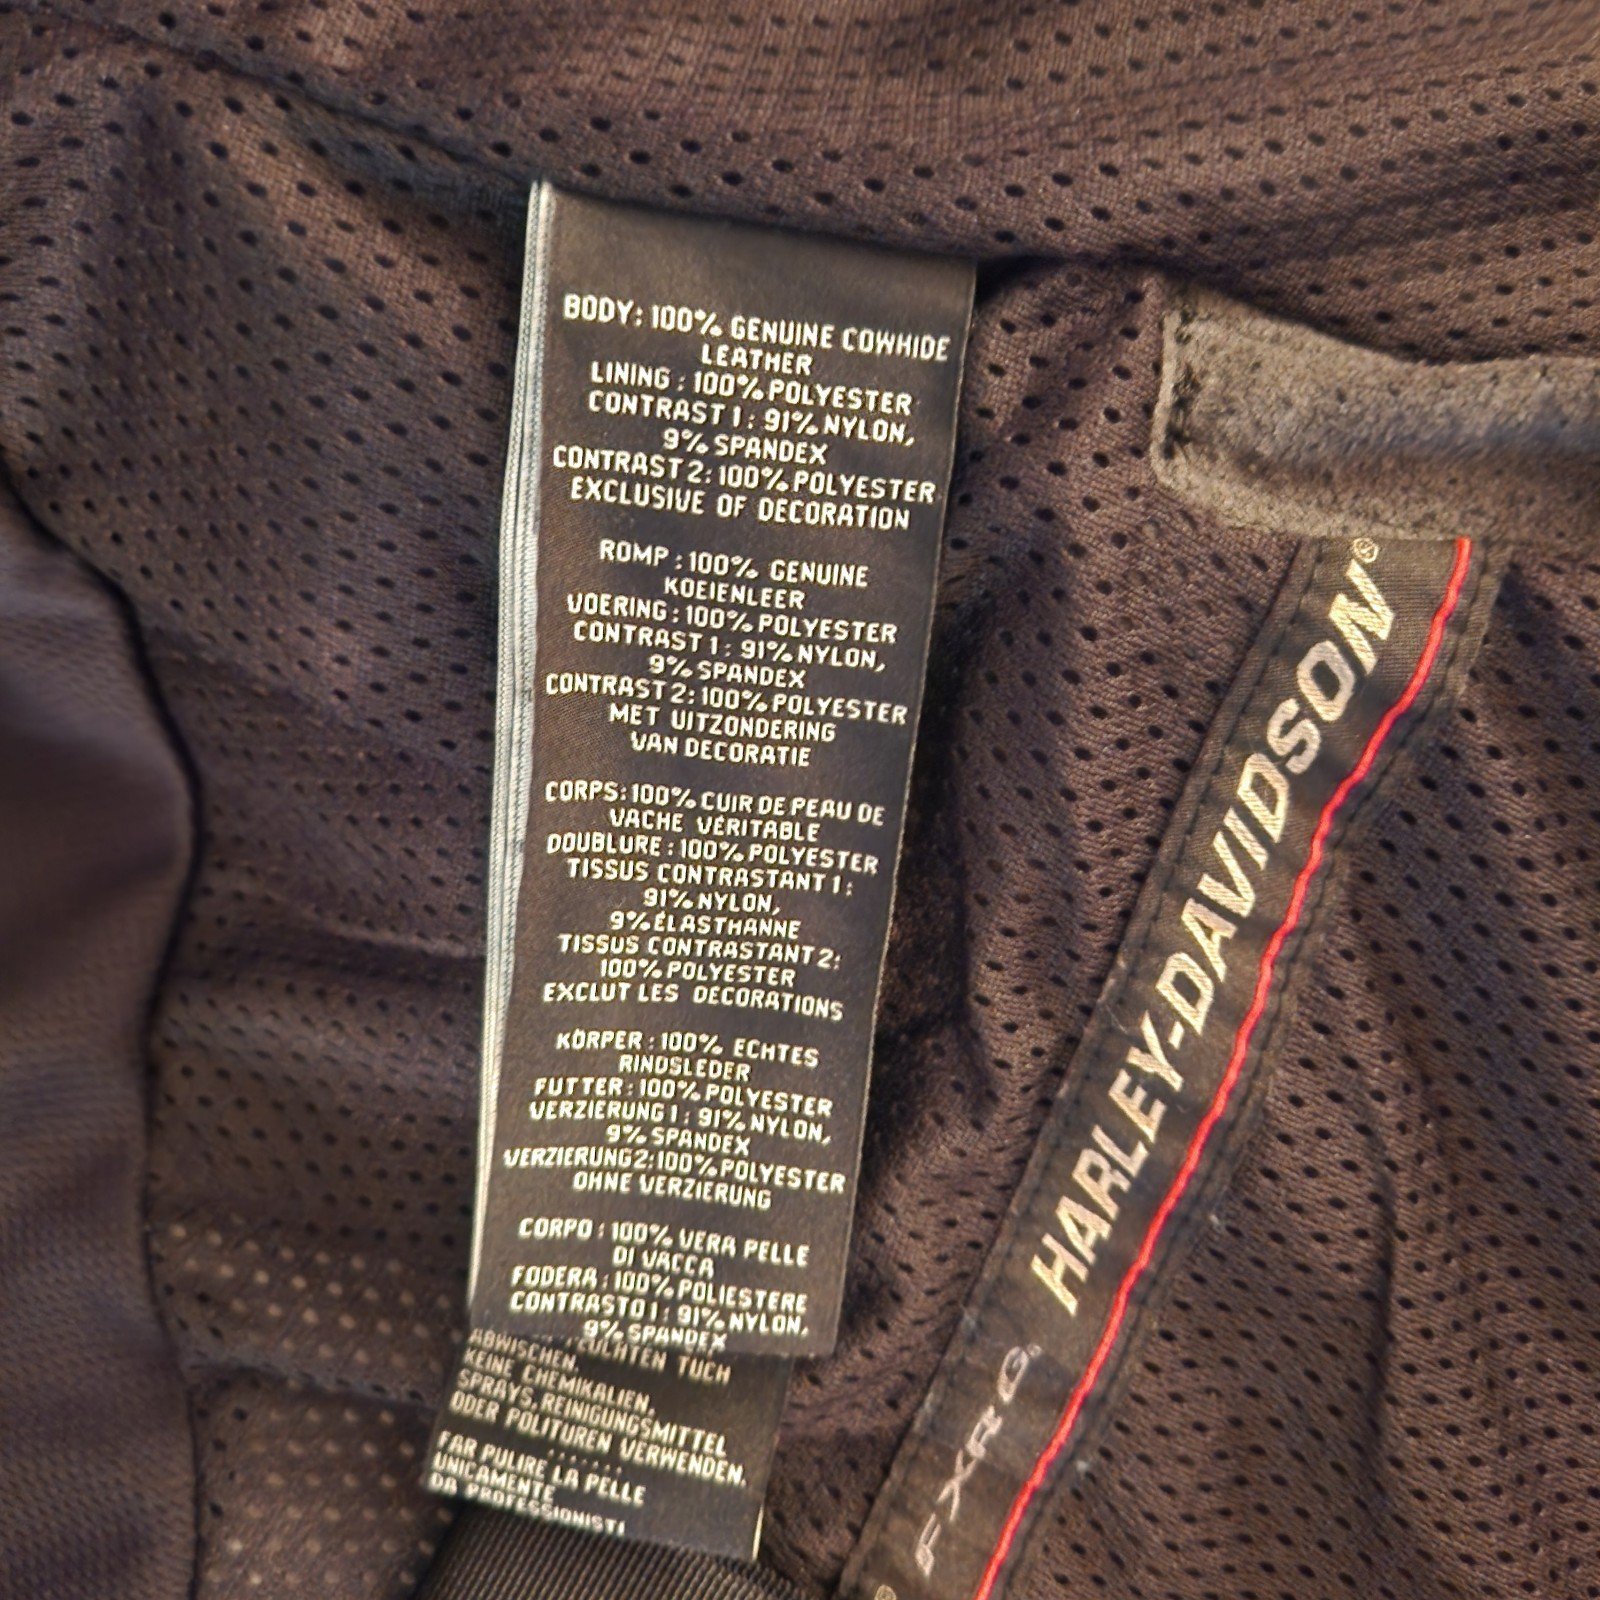 BODY: 100% GENUINE COWHIDE
LEATHER
LINING : 100% POLYESTER
CONTRAST 1 : 91% NYLON,
9% SPANDEX
CONTRAST 2: 100% POLYESTER
EXCLUSIVE OF DECORATION
ROMP : 100% GENUINE
KOEIENLEER
VOERING : 100% POLYESTER
CONTRAST 1 : 91% NYLON,
9% SPANDEX
CONTRAST 2: 100% POLYESTER
MET UITZONDERING
VAN DECORATIE
CORPS: 100% CUIR DE PEAU DE
VACHE VÉRITABLE
DOUBLURE : 100% POLYESTER
TISSUS CONTRASTANT 1 :
91% NYLON,
9% ÉLASTHANNE
TISSUS CONTRASTANT 2:
100% POLYESTER
EXCLUT LES DECORATIONS
KÖRPER : 100% ECHTES
RINDSLEDER
FUTTER : 100% POLYESTER
VERZIERUNG 1 : 91% NYLON,
9% SPANDEX
VERZIERUNG 2: 100% POLYESTER
OHNE VERZIERUNG
CORPO : 100% VERA PELLE
DI VACCA
FODERA : 100% POLIESTERE
CONTRASTO 1 : 91% NYLON,
9% SPANDEX
ABWISCHEN. TUCH
KEINE CHEMIKALIEN,
SPRAYS, REINIGUNGSMITTEL
ODER POLITUREN VERWENDEN.
FAR PULIRE LA PELLE
UNICAMENTE
DA PROFESSIONISTI
HARLEY-DAVIDSON®
FXRG.